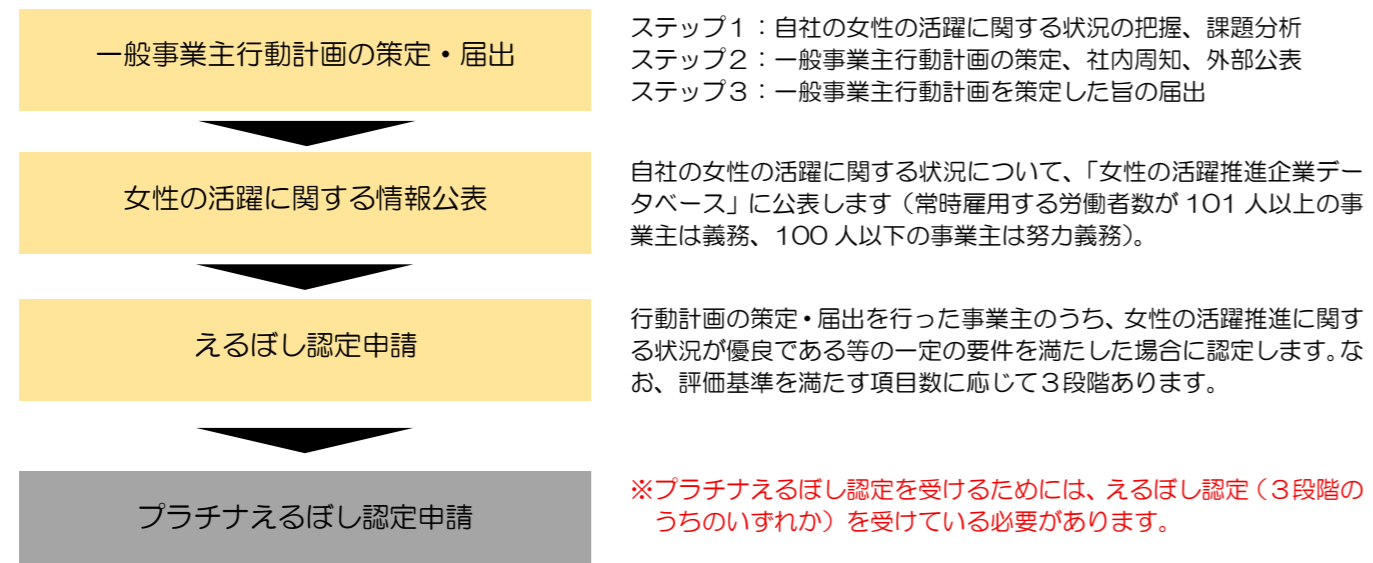 一般事業主行動計画の策定・届出
ステップ1:自社の女性の活躍に関する状況の把握、課題分析
ステップ2:一般事業主行動計画の策定、社内周知、外部公表
ステップ3:一般事業主行動計画を策定した旨の届出
女性の活躍に関する情報公表
自社の女性の活躍に関する状況について、「女性の活躍推進企業デー
タベース」に公表します(常時雇用する労働者数が 101 人以上の事
業主は義務、100 人以下の事業主は努力義務)。
えるぼし認定申請
行動計画の策定・届出を行った事業主のうち、女性の活躍推進に関す
る状況が優良である等の一定の要件を満たした場合に認定します。な
お、評価基準を満たす項目数に応じて3段階あります。
プラチナえるぼし認定申請
※プラチナえるぼし認定を受けるためには、えるぼし認定(3段階の
うちのいずれか)を受けている必要があります。